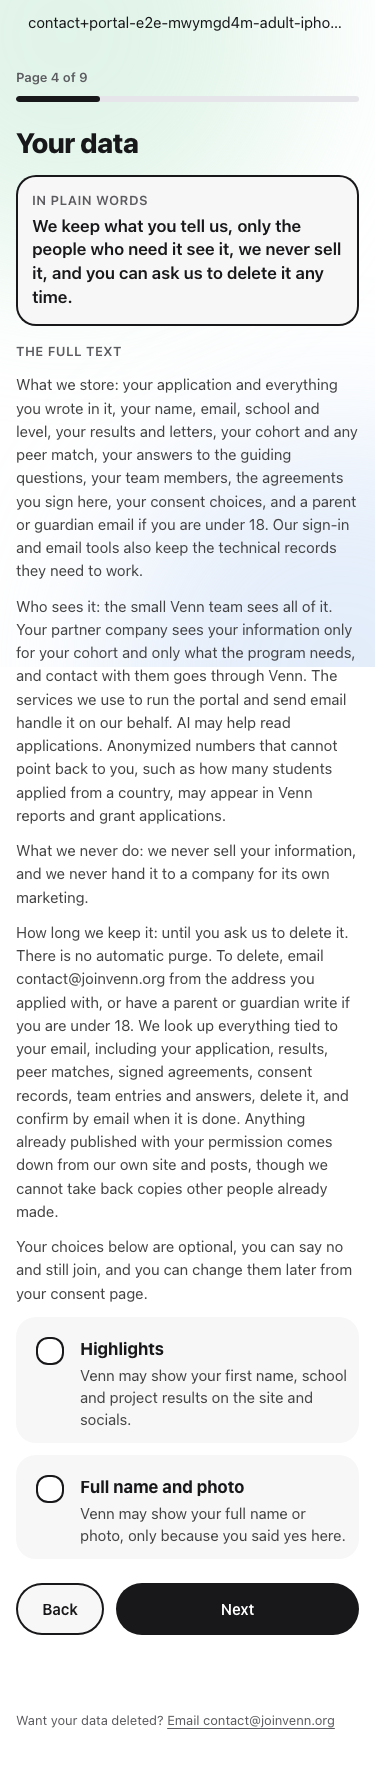 contact+portal-e2e-mwymgd4m-adult-ipho...
Page 4 of 9
Your data
IN PLAIN WORDS
We keep what you tell us, only the
people who need it see it, we never sell
it, and you can ask us to delete it any
time.
THE FULL TEXT
What we store: your application and everything
you wrote in it, your name, email, school and
level, your results and letters, your cohort and any
peer match, your answers to the guiding
questions, your team members, the agreements
you sign here, your consent choices, and a parent
or guardian email if you are under 18. Our sign-in
and email tools also keep the technical records
they need to work.
Who sees it: the small Venn team sees all of it.
Your partner company sees your information only
for your cohort and only what the program needs,
and contact with them goes through Venn. The
services we use to run the portal and send email
handle it on our behalf. AI may help read
applications. Anonymized numbers that cannot
point back to you, such as how many students
applied from a country, may appear in Venn
reports and grant applications.
What we never do: we never sell your information,
and we never hand it to a company for its own
marketing.
How long we keep it: until you ask us to delete it.
There is no automatic purge. To delete, email
contact@joinvenn.org from the address you
applied with, or have a parent or guardian write if
you are under 18. We look up everything tied to
your email, including your application, results,
peer matches, signed agreements, consent
records, team entries and answers, delete it, and
confirm by email when it is done. Anything
already published with your permission comes
down from our own site and posts, though we
cannot take back copies other people already
made.
Your choices below are optional, you can say no
and still join, and you can change them later from
your consent page.
Highlights
Venn may show your first name, school
and project results on the site and
socials.
Full name and photo
Venn may show your full name or
photo, only because you said yes here.
Back
Next
Want your data deleted? Email contact@joinvenn.org